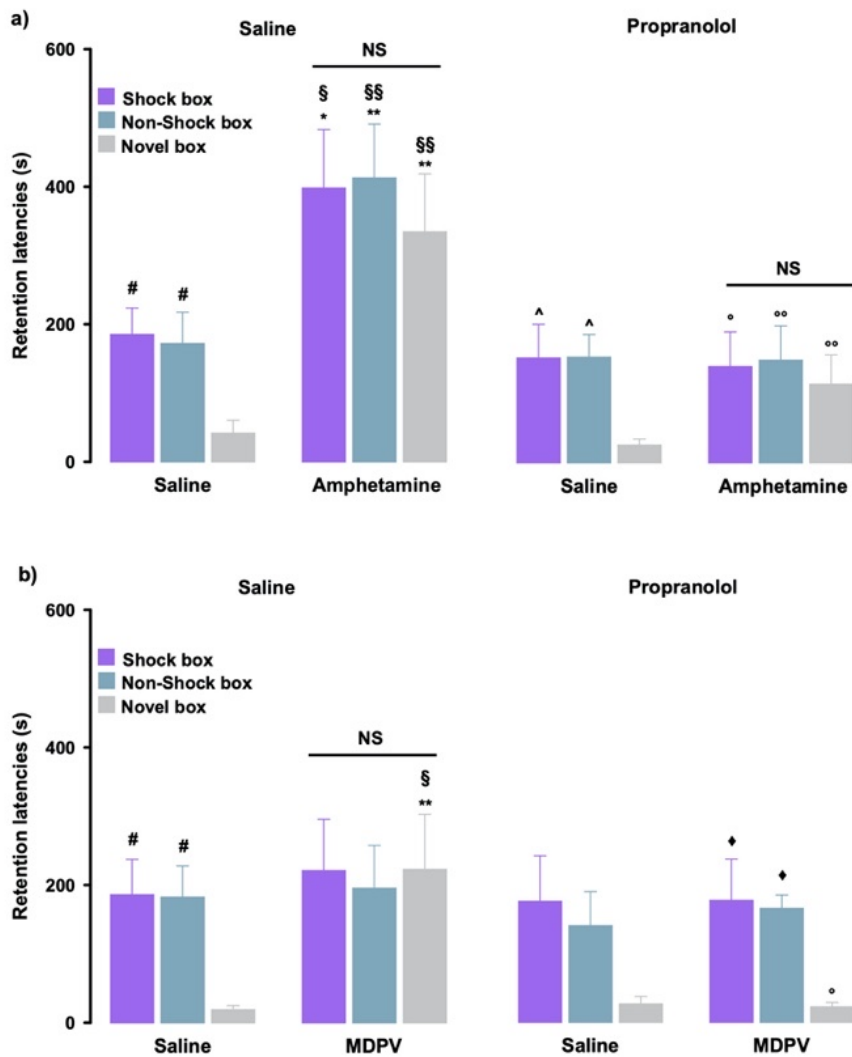 a)
Saline Propranolol
600
NS
Shock box
Non-Shock box
Novel box
§ §§ §§
* ** **
400
Retention latencies (s)
# #
NS
^ ^
° °° °°
200
0
Saline Amphetamine Saline Amphetamine
b)
Saline Propranolol
600
Shock box
Non-Shock box
Novel box
NS
400
Retention latencies (s)
§
**
# #
♦ ♦
200
°
0
Saline MDPV Saline MDPV